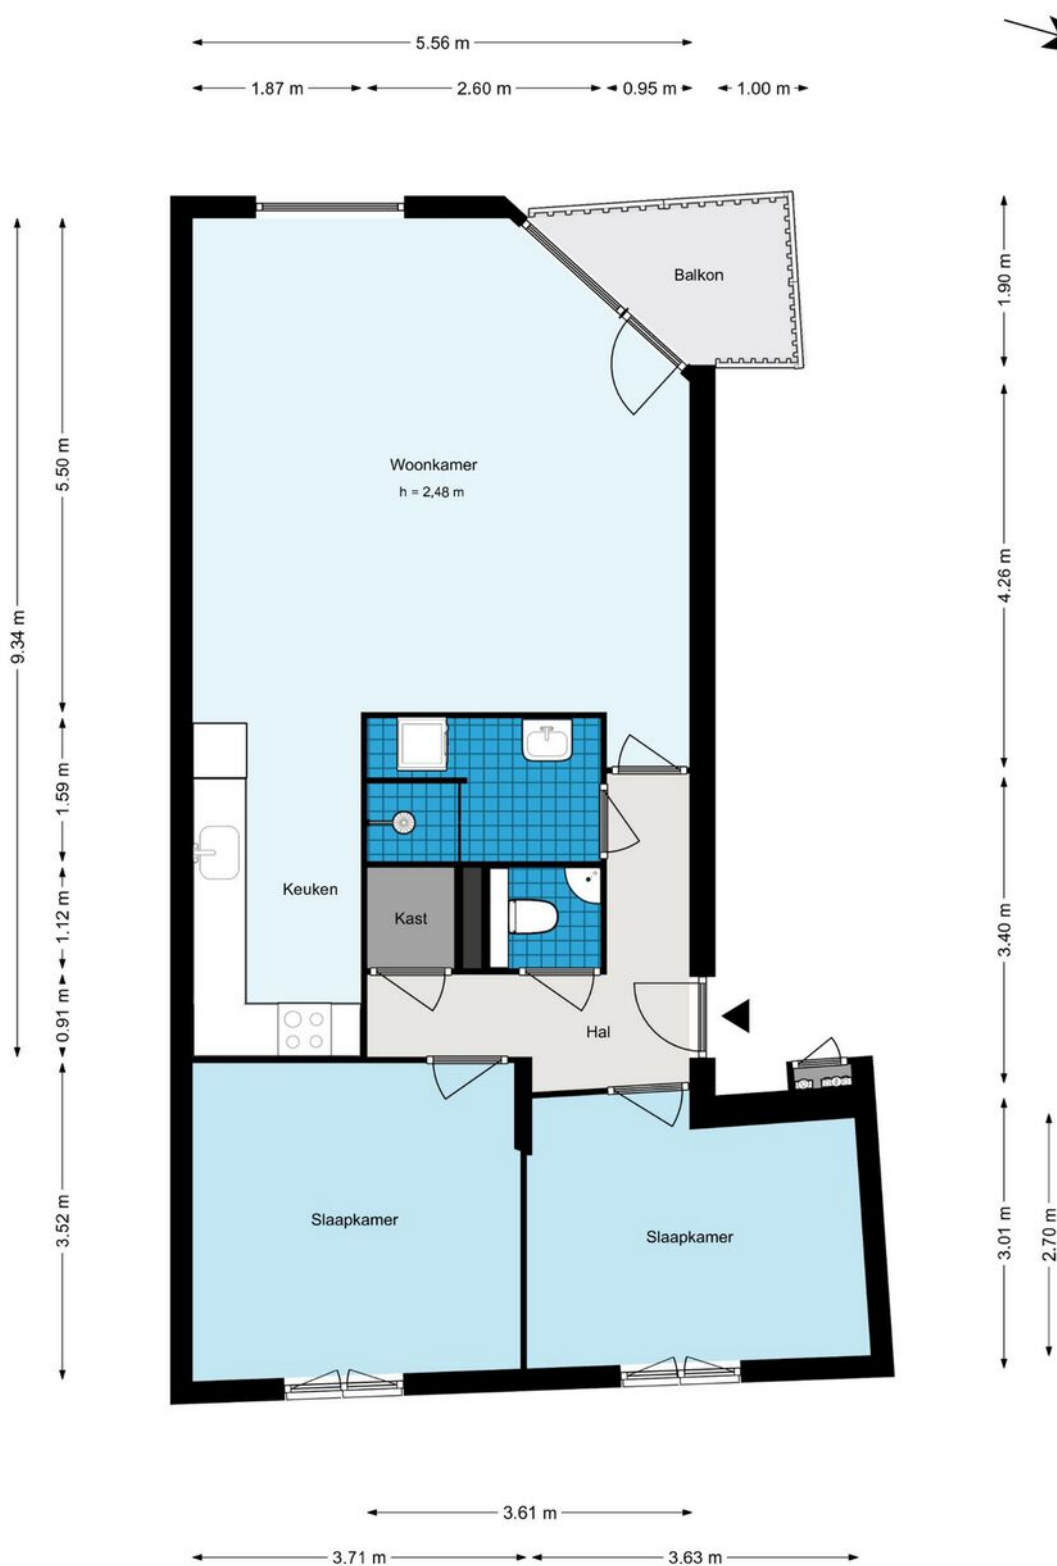 5.56 m
1.87 m
2.60 m
0.95 m
1.00 m
Balkon
1.90 m
5.50 m
Woonkamer
h = 2,48 m
4.26 m
9.34 m
1.59 m
Keuken
1.12 m
Kast
3.40 m
0.91 m
Hal
3.52 m
Slaapkamer
Slaapkamer
3.01 m
2.70 m
3.61 m
3.71 m
3.63 m